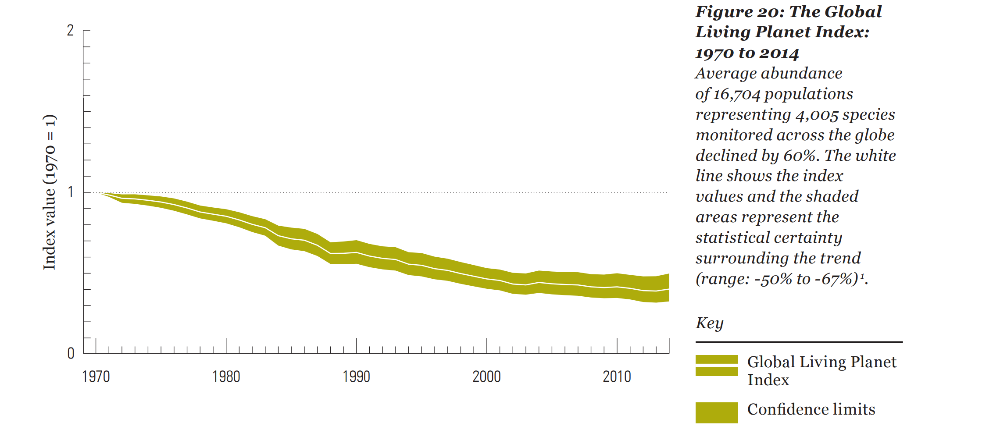 Figure 20: The Global
Living Planet Index:
1970 to 2014
Average abundance
of 16,704 populations
representing 4,005 species
monitored across the globe
declined by 60%. The white
line shows the index
values and the shaded
areas represent the
statistical certainty
surrounding the trend
(range: -50% to -67%)¹.
Key
Global Living Planet
Index
Confidence limits
Index value (1970 = 1)
2
1
0
1970 1980 1990 2000 2010